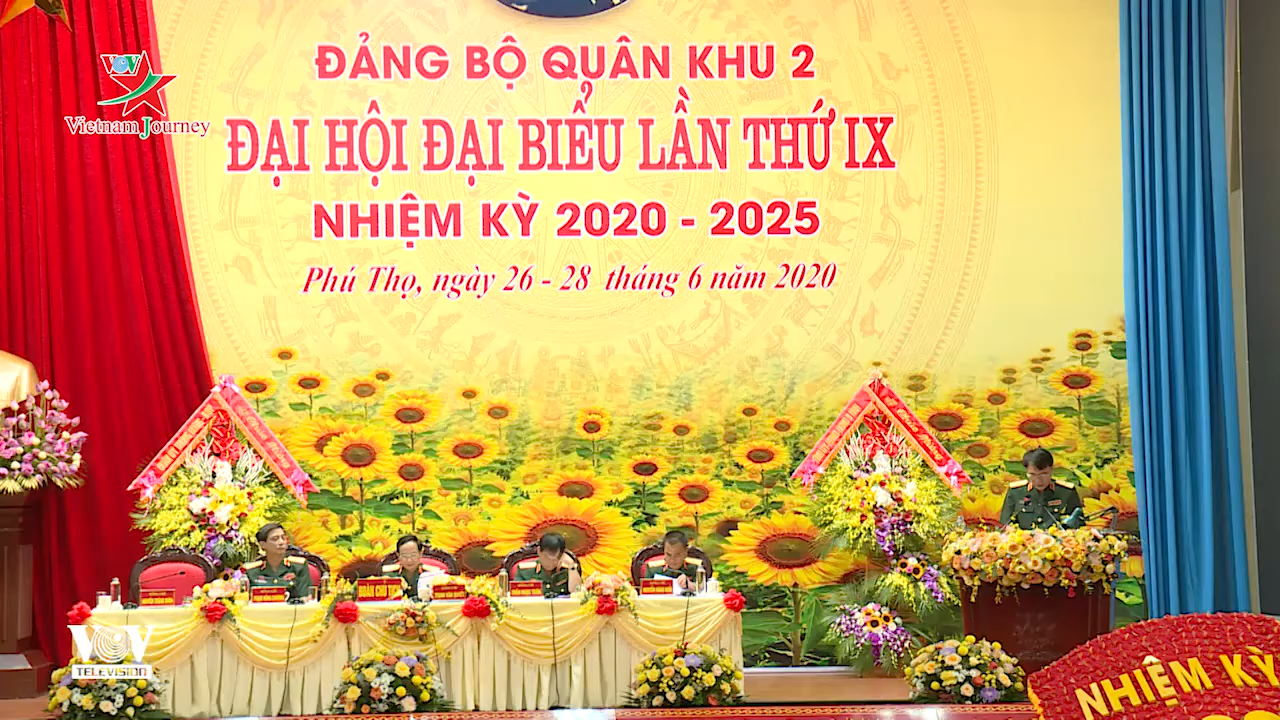 VOV
Vietnam Journey
ĐẢNG BỘ QUÂN KHU 2
ĐẠI HỘI ĐẠI BIỂU LẦN THỨ IX
NHIỆM KỲ 2020 - 2025
Phú Thọ, ngày 26 - 28 tháng 6 năm 2020
ĐOÀN CHỦ TỊCH
VOV
TELEVISION
NHIỆM KỲ